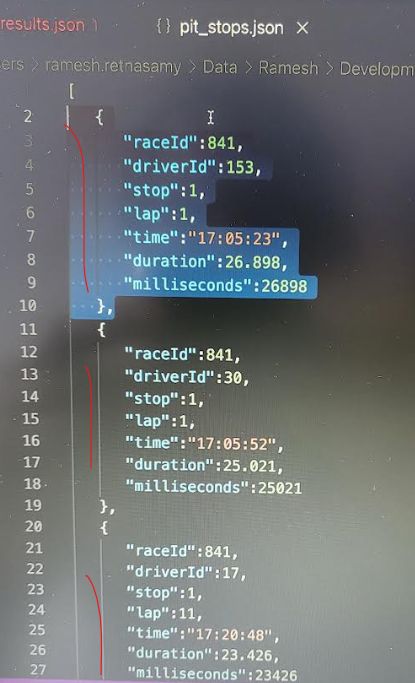 results.json
{} pit_stops.json ×
ers > ramesh.retnasamy > Data > Ramesh > Developm
[
2 {
3 "raceId":841,
4 "driverId":153,
5 "stop":1,
6 "lap":1,
7 "time":"17:05:23",
8 "duration":26.898,
9 "milliseconds":26898
10 },
11 {
12 "raceId":841,
13 "driverId":30,
14 "stop":1,
15 "lap":1,
16 "time":"17:05:52",
17 "duration":25.021,
18 "milliseconds":25021
19 },
20 {
21 "raceId":841,
22 "driverId":17,
23 "stop":1,
24 "lap":11,
25 "time":"17:20:48",
26 "duration":23.426,
27 "milliseconds":23426